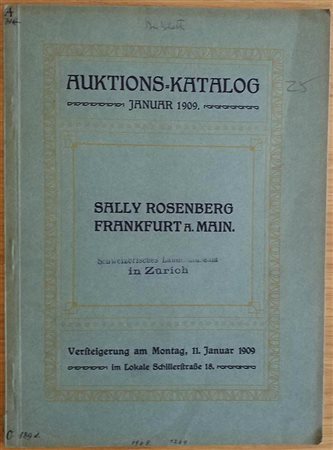 A
AUKTIONS=KATALOG
JANUAR 1909.
25
SALLY ROSENBERG
FRANKFURT A. MAIN.
Schweizerisches Landesmuseum
in Zürich
Versteigerung am Montag, 11. Januar 1909
im Lokale Schillerstraße 18.